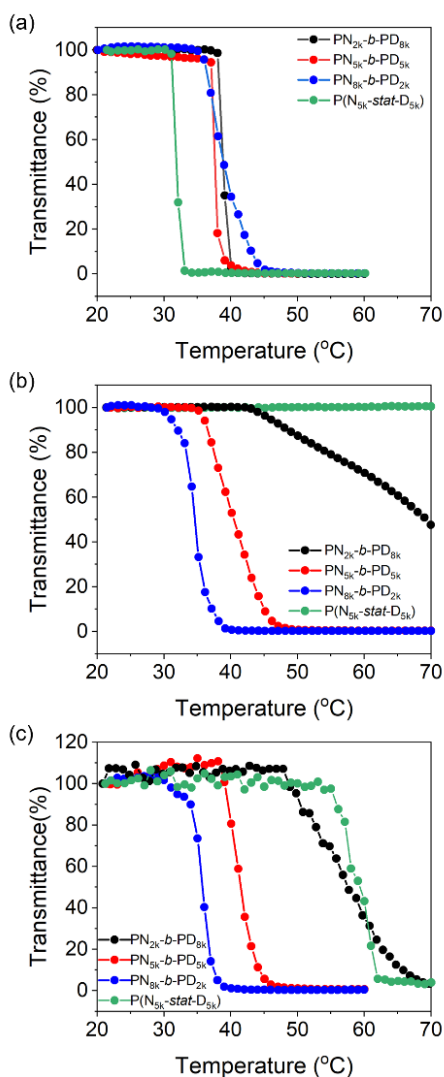 (a)
Transmittance (%)
100
80
60
40
20
0
PN2k-b-PD8k
PN5k-b-PD5k
PN8k-b-PD2k
P(N5k-stat-D5k)
20 30 40 50 60 70
Temperature (oC)
(b)
Transmittance (%)
100
80
60
40
20
0
PN2k-b-PD8k
PN5k-b-PD5k
PN8k-b-PD2k
P(N5k-stat-D5k)
20 30 40 50 60 70
Temperature (oC)
(c)
Transmittance(%)
120
100
80
60
40
20
0
PN2k-b-PD8k
PN5k-b-PD5k
PN8k-b-PD2k
P(N5k-stat-D5k)
20 30 40 50 60 70
Temperature (oC)